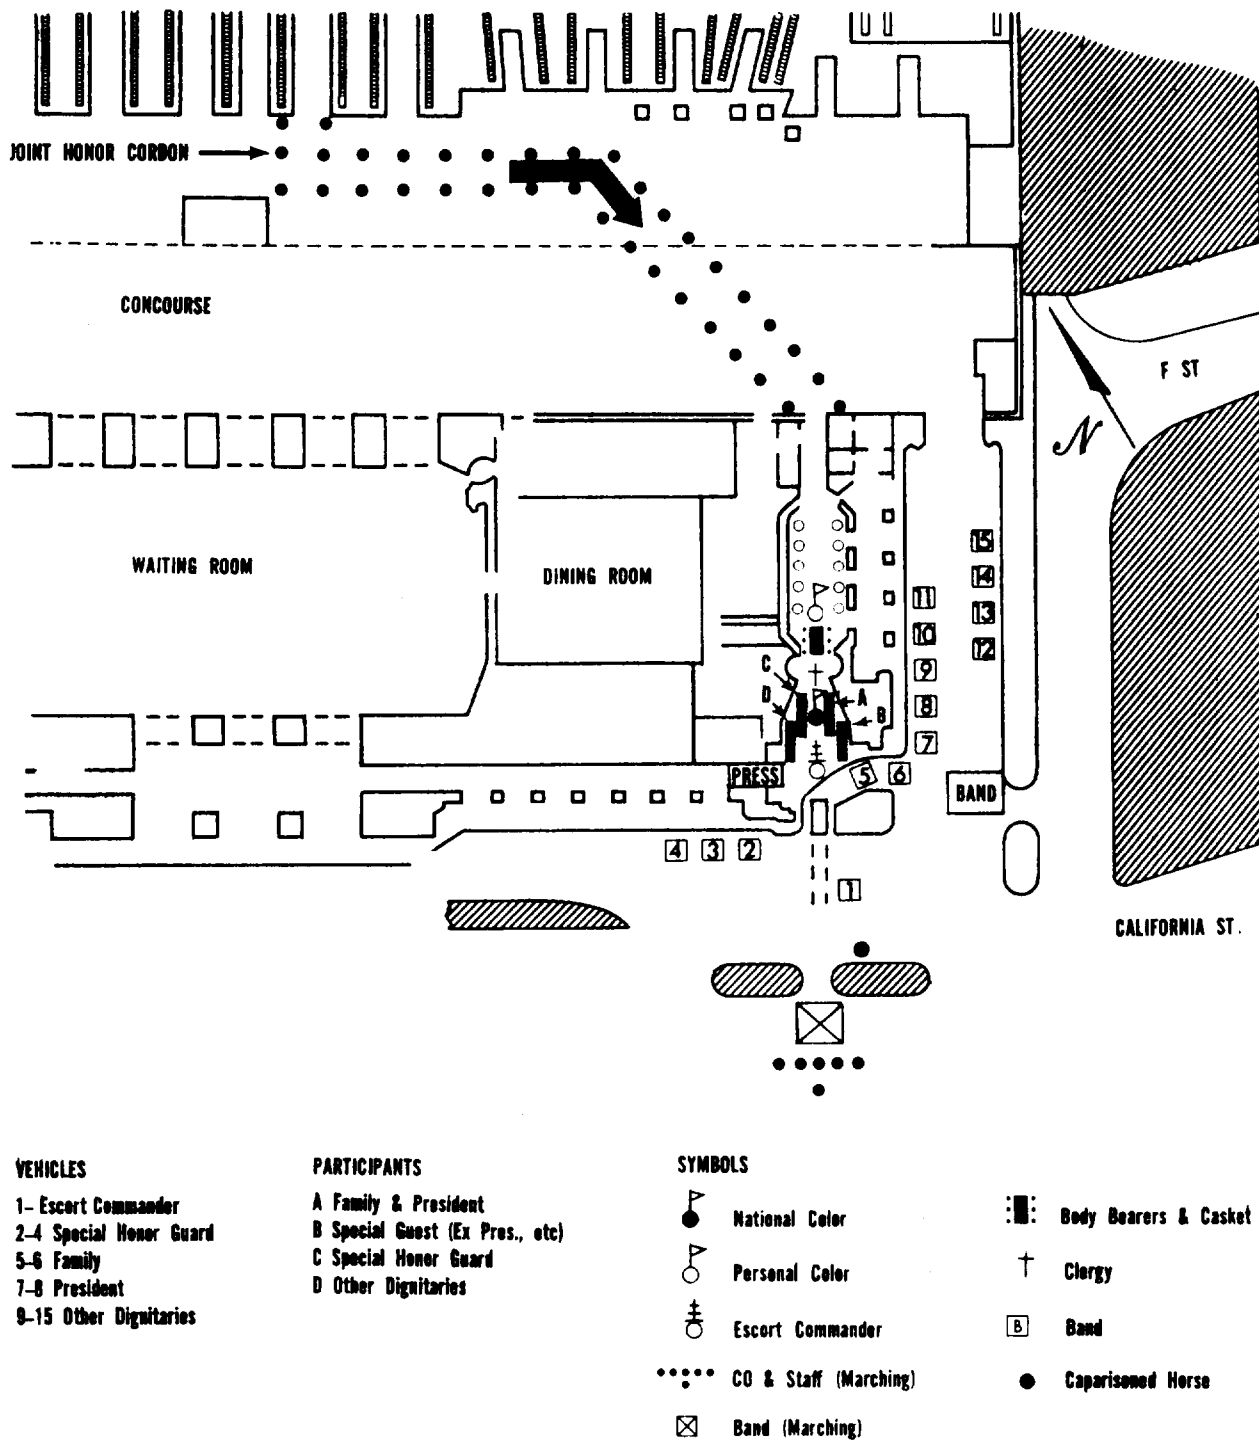 JOINT HONOR CORDON
CONCOURSE
F ST
N
WAITING ROOM
DINING ROOM
15
14
13
12
11
10
9
8
7
C
D
A
B
PRESS
5
6
BAND
4
3
2
1
CALIFORNIA ST.
VEHICLES
1– Escort Commander
2–4 Special Honor Guard
5–6 Family
7–8 President
9–15 Other Dignitaries
PARTICIPANTS
A Family & President
B Special Guest (Ex Pres., etc)
C Special Honor Guard
D Other Dignitaries
SYMBOLS
National Color
Personal Color
Escort Commander
CO & Staff (Marching)
Band (Marching)
Body Bearers & Casket
Clergy
B Band
Caparisoned Horse